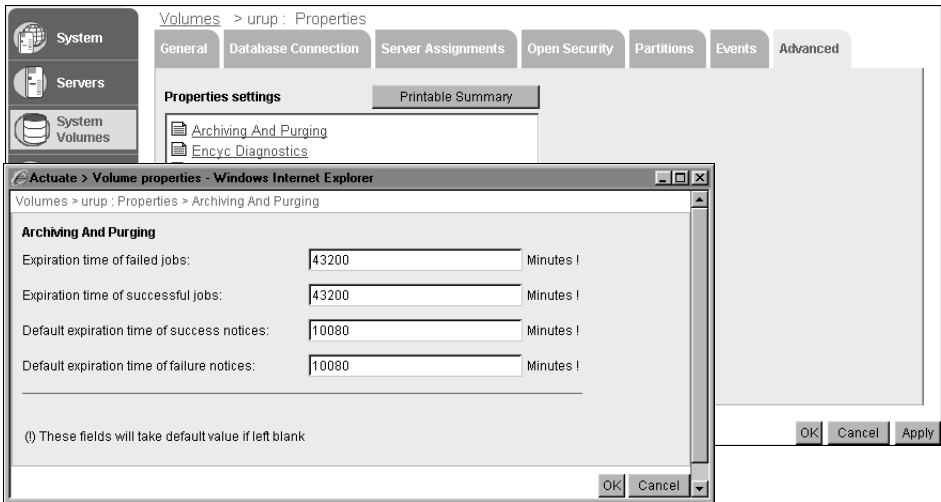 Volumes > urup : Properties
System
Servers
System
Volumes
General
Database Connection
Server Assignments
Open Security
Partitions
Events
Advanced
Properties settings
Printable Summary
Archiving And Purging
Encyc Diagnostics
Actuate > Volume properties - Windows Internet Explorer
Volumes > urup : Properties > Archiving And Purging
Archiving And Purging
Expiration time of failed jobs: 43200 Minutes !
Expiration time of successful jobs: 43200 Minutes !
Default expiration time of success notices: 10080 Minutes !
Default expiration time of failure notices: 10080 Minutes !
(!) These fields will take default value if left blank
OK Cancel
OK Cancel Apply